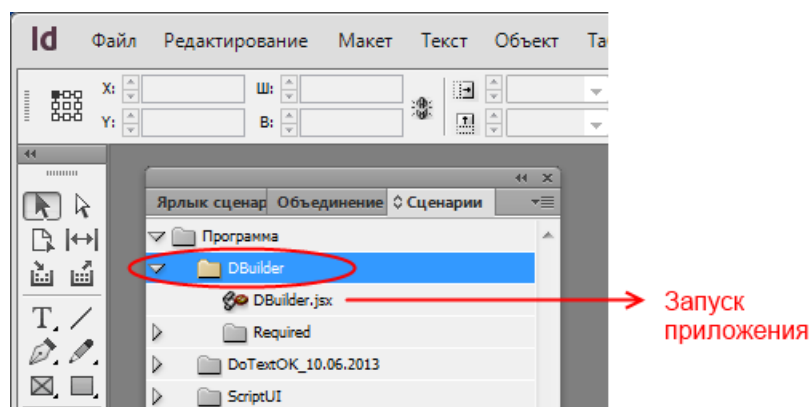 Id Файл Редактирование Макет Текст Объект Та
X: Ш:
Y: В:
Ярлык сценар Объединение Сценарии
Программа
DBuilder
DBuilder.jsx
Запуск
приложения
Required
DoTextOK_10.06.2013
ScriptUI